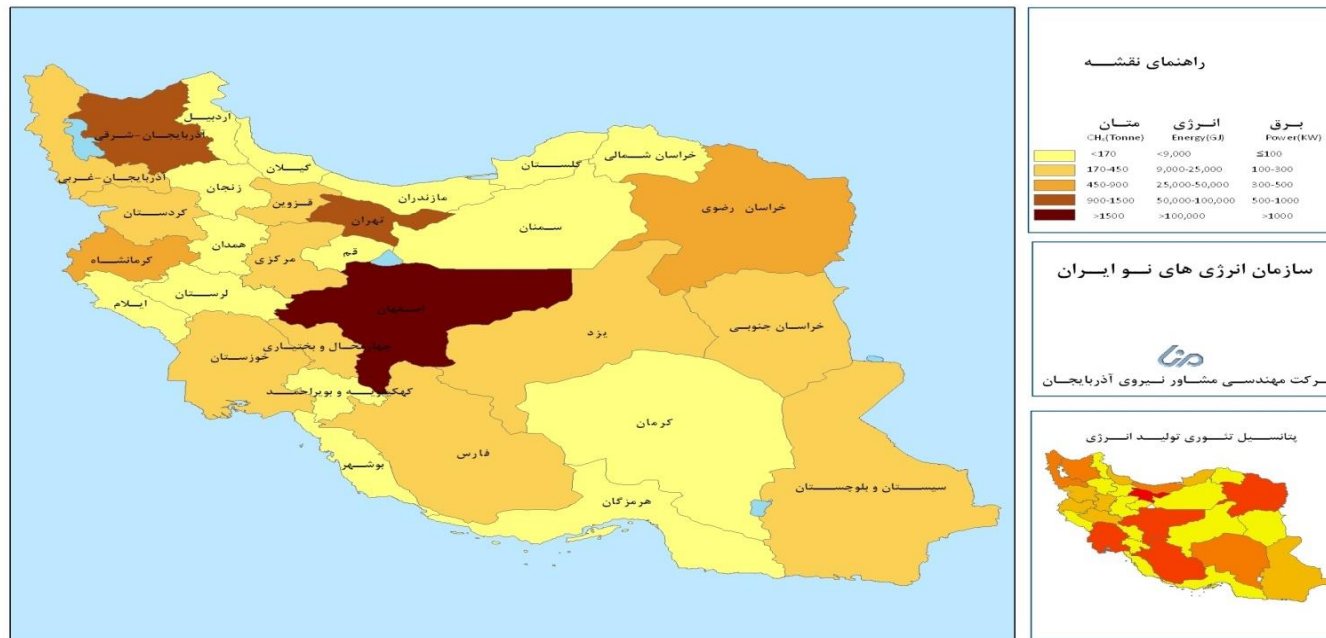 راهنمای نقشه
متان انرژی برق
CH₄(Tonne) Energy(GJ) Power(KW)
<170 <9,000 ≤100
170-450 9,000-25,000 100-300
450-900 25,000-50,000 300-500
900-1500 50,000-100,000 500-1000
>1500 >100,000 >1000
سازمان انرژی های نو ایران
شرکت مهندسی مشاور نیروی آذربایجان
پتانسیل تئوری تولید انرژی
اردبیل
آذربایجان-شرقی
آذربایجان-غربی
گیلان
زنجان
کردستان
قزوین
مازندران
گلستان
خراسان شمالی
خراسان رضوی
تهران
سمنان
همدان
کرمانشاه
مرکزی
قم
ایلام
لرستان
اصفهان
یزد
خراسان جنوبی
خوزستان
چهارمحال و بختیاری
کهکیلویه و بویراحمد
کرمان
فارس
بوشهر
هرمزگان
سیستان و بلوچستان